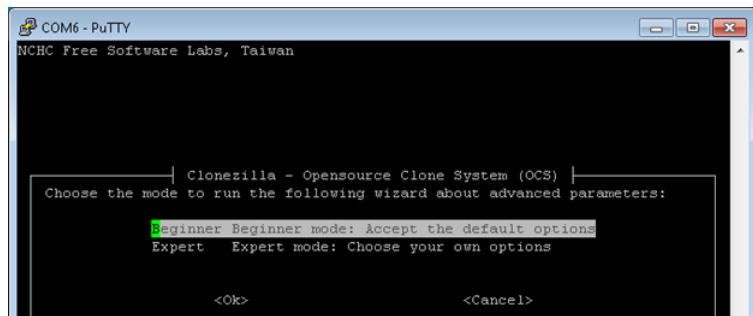 COM6 - PuTTY
NCHC Free Software Labs, Taiwan
Clonezilla - Opensource Clone System (OCS)
Choose the mode to run the following wizard about advanced parameters:
Beginner Beginner mode: Accept the default options
Expert Expert mode: Choose your own options
<Ok> <Cancel>